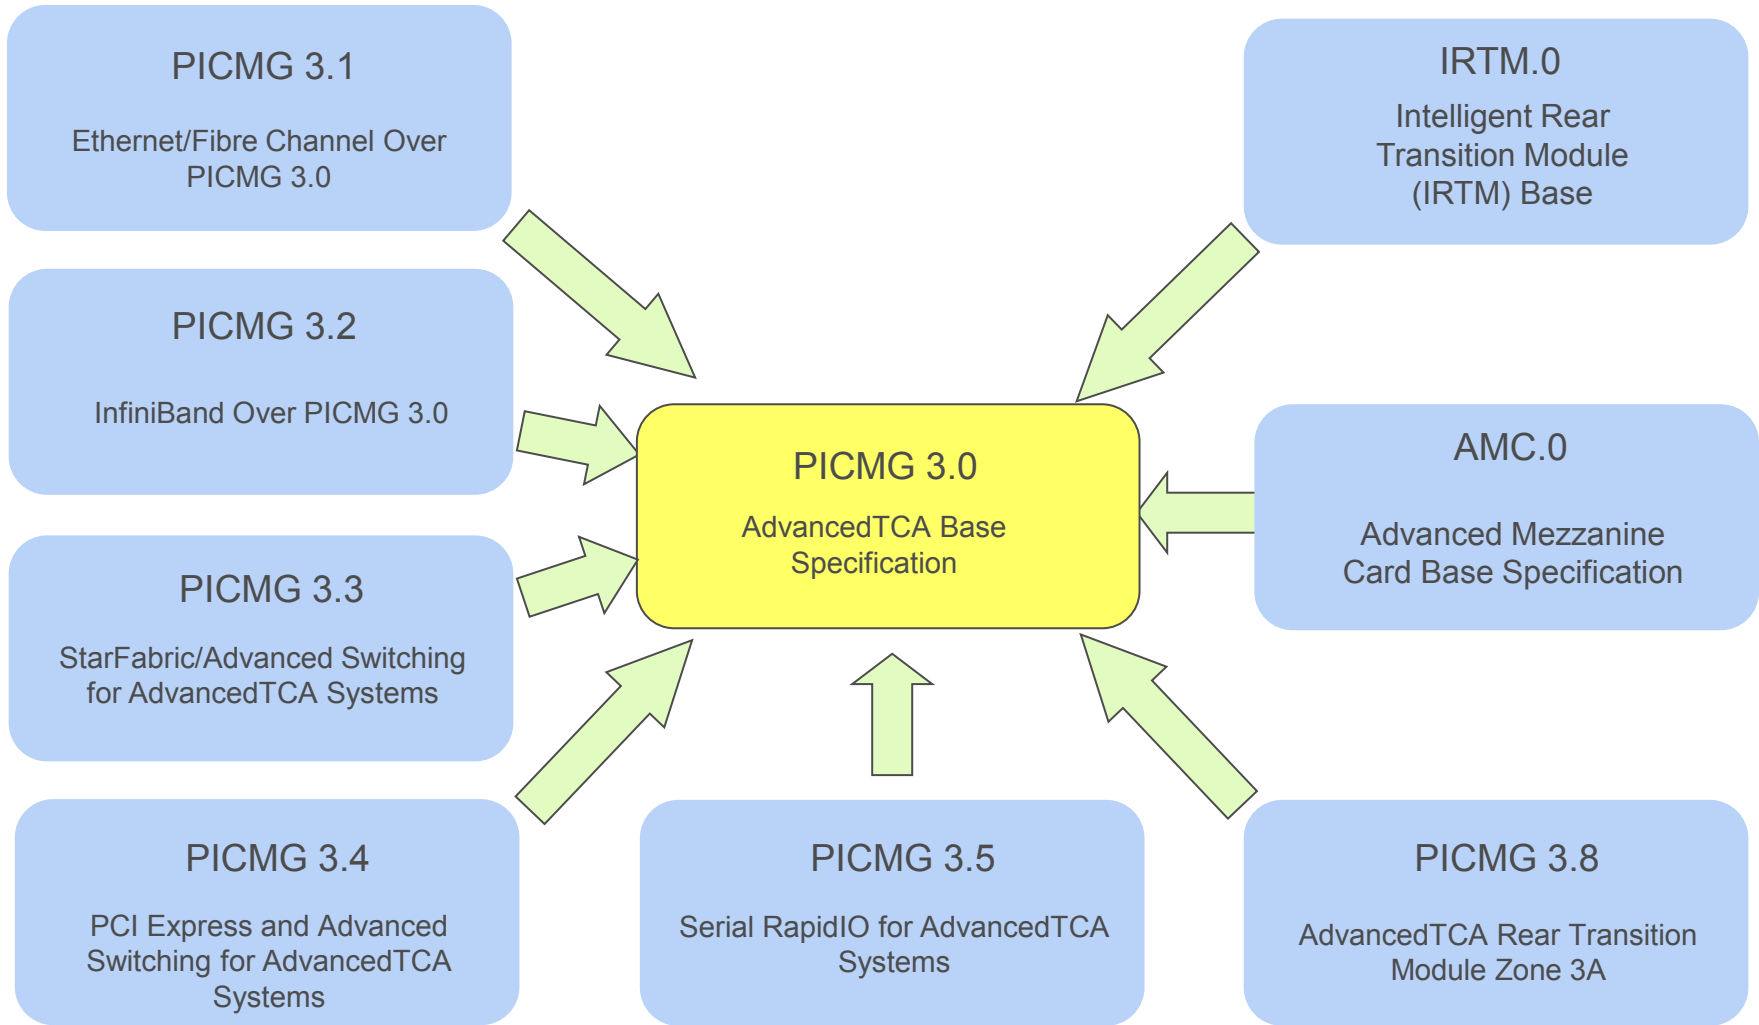 PICMG 3.1
Ethernet/Fibre Channel Over
PICMG 3.0
IRTM.0
Intelligent Rear
Transition Module
(IRTM) Base
PICMG 3.2
InfiniBand Over PICMG 3.0
PICMG 3.0
AdvancedTCA Base
Specification
AMC.0
Advanced Mezzanine
Card Base Specification
PICMG 3.3
StarFabric/Advanced Switching
for AdvancedTCA Systems
PICMG 3.4
PCI Express and Advanced
Switching for AdvancedTCA
Systems
PICMG 3.5
Serial RapidIO for AdvancedTCA
Systems
PICMG 3.8
AdvancedTCA Rear Transition
Module Zone 3A